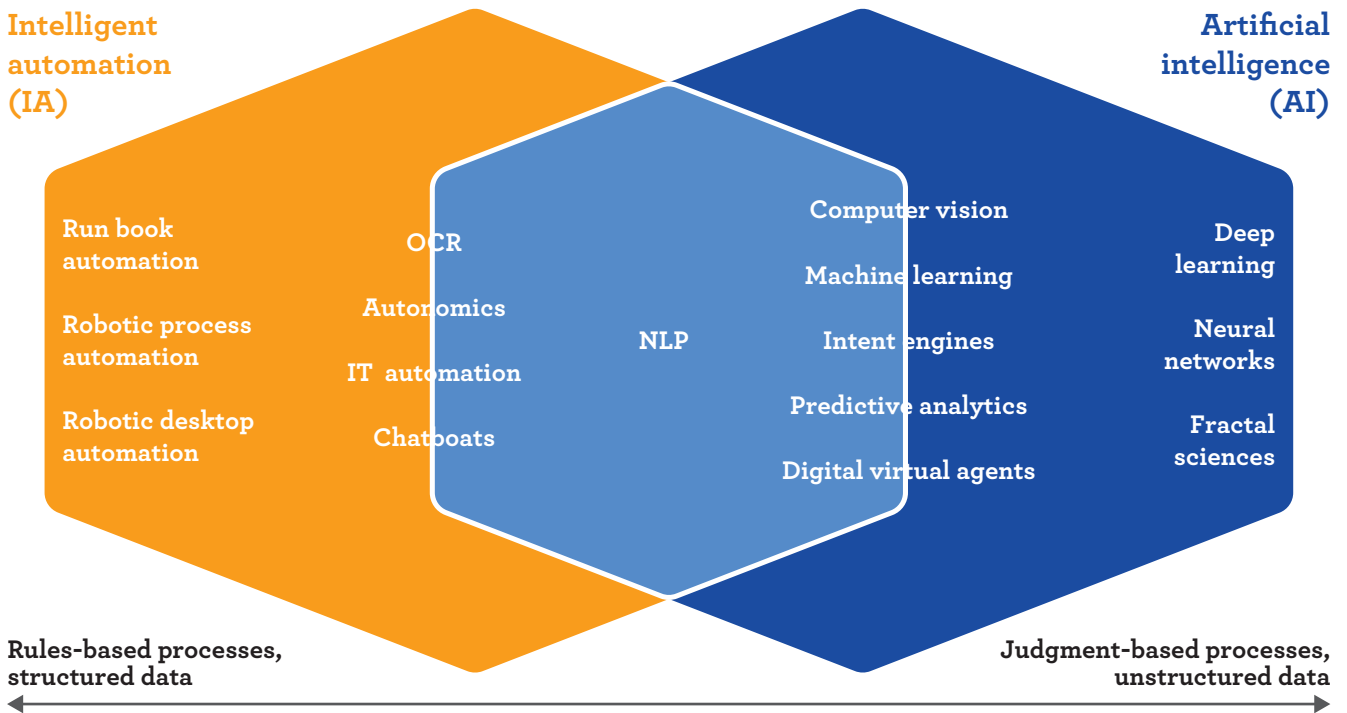 Intelligent
automation
(IA)
Artificial
intelligence
(AI)
Run book
automation
Robotic process
automation
Robotic desktop
automation
OCR
Autonomics
IT automation
Chatboats
NLP
Computer vision
Machine learning
Intent engines
Predictive analytics
Digital virtual agents
Deep
learning
Neural
networks
Fractal
sciences
Rules-based processes,
structured data
Judgment-based processes,
unstructured data